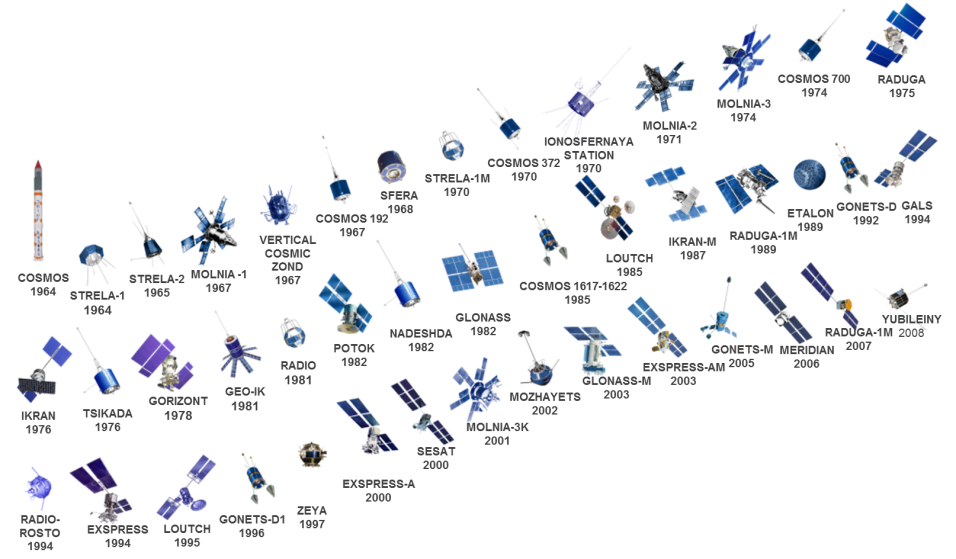 COSMOS
1964
STRELA-1
1964
STRELA-2
1965
MOLNIA -1
1967
VERTICAL
COSMIC
ZOND
1967
COSMOS 192
1967
SFERA
1968
STRELA-1M
1970
COSMOS 372
1970
IONOSFERNAYA
STATION
1970
MOLNIA-2
1971
MOLNIA-3
1974
COSMOS 700
1974
RADUGA
1975
IKRAN
1976
TSIKADA
1976
GORIZONT
1978
GEO-IK
1981
RADIO
1981
POTOK
1982
NADESHDA
1982
GLONASS
1982
COSMOS 1617-1622
1985
LOUTCH
1985
IKRAN-M
1987
RADUGA-1M
1989
ETALON
1989
GONETS-D
1992
GALS
1994
RADIO-
ROSTO
1994
EXSPRESS
1994
LOUTCH
1995
GONETS-D1
1996
ZEYA
1997
EXSPRESS-A
2000
SESAT
2000
MOLNIA-3K
2001
MOZHAYETS
2002
GLONASS-M
2003
EXSPRESS-AM
2003
GONETS-M
2005
MERIDIAN
2006
RADUGA-1M
2007
YUBILEINY
2008